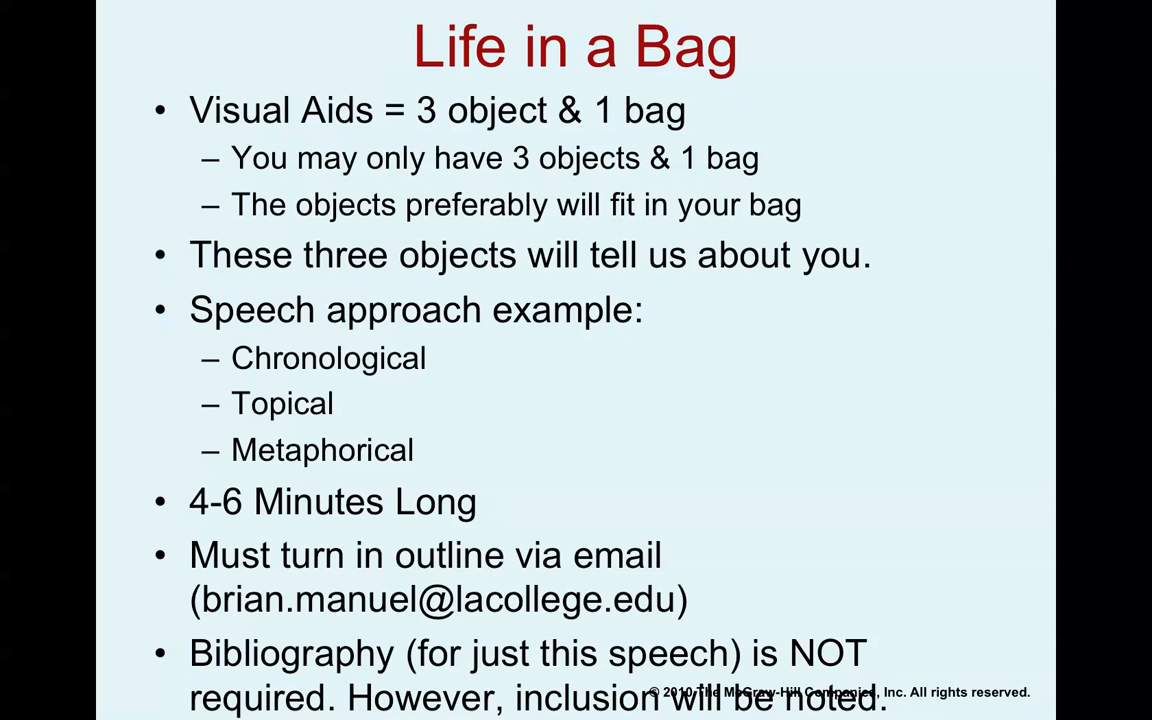 Life in a Bag
• Visual Aids = 3 object & 1 bag
– You may only have 3 objects & 1 bag
– The objects preferably will fit in your bag
• These three objects will tell us about you.
• Speech approach example:
– Chronological
– Topical
– Metaphorical
• 4-6 Minutes Long
• Must turn in outline via email
(brian.manuel@lacollege.edu)
• Bibliography (for just this speech) is NOT
required. However, inclusion will be noted.
© 2010 The McGraw-Hill Companies, Inc. All rights reserved.